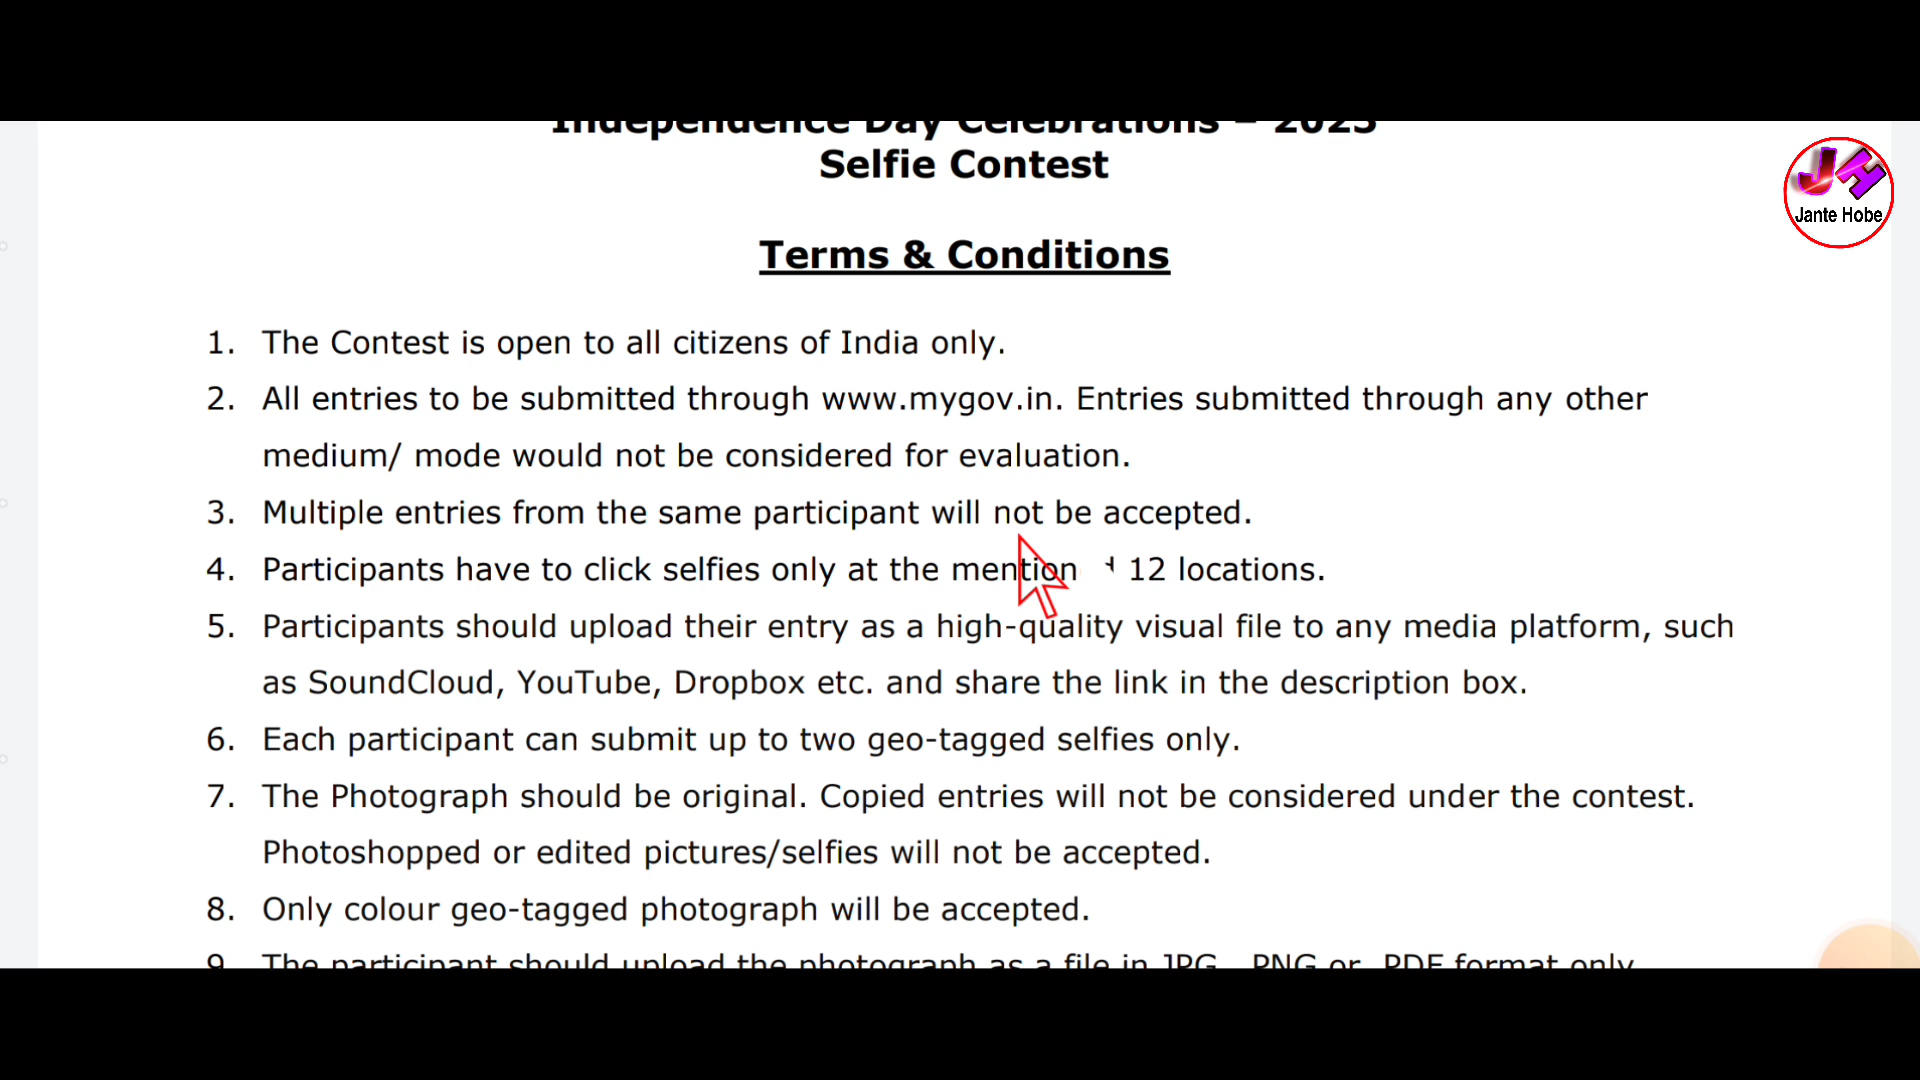 Independence Day Celebrations – 2023
Selfie Contest
JH
Jante Hobe
Terms & Conditions
1. The Contest is open to all citizens of India only.
2. All entries to be submitted through www.mygov.in. Entries submitted through any other
medium/ mode would not be considered for evaluation.
3. Multiple entries from the same participant will not be accepted.
4. Participants have to click selfies only at the mentioned 12 locations.
5. Participants should upload their entry as a high-quality visual file to any media platform, such
as SoundCloud, YouTube, Dropbox etc. and share the link in the description box.
6. Each participant can submit up to two geo-tagged selfies only.
7. The Photograph should be original. Copied entries will not be considered under the contest.
Photoshopped or edited pictures/selfies will not be accepted.
8. Only colour geo-tagged photograph will be accepted.
9. The participant should upload the photograph as a file in JPG, PNG or PDF format only